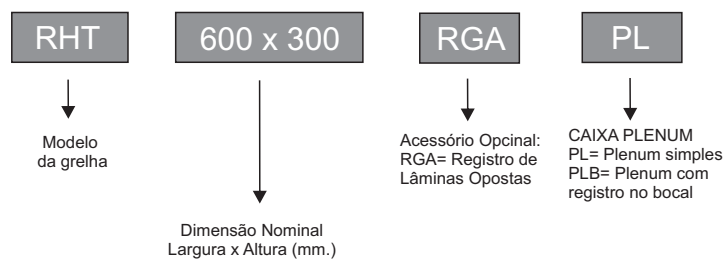 RHT
600 x 300
RGA
PL
Modelo
da grelha
Dimensão Nominal
Largura x Altura (mm.)
Acessório Opcinal:
RGA= Registro de
Lâminas Opostas
CAIXA PLENUM
PL= Plenum simples
PLB= Plenum com
registro no bocal